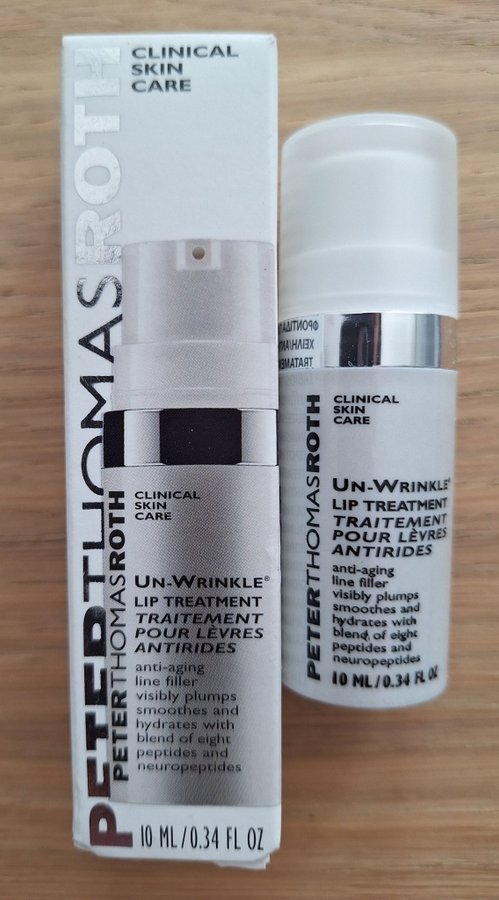 CLINICAL
SKIN
CARE
PETERTHOMASROTH
PETERTHOMASROTH
CLINICAL
SKIN
CARE
UN-WRINKLE®
LIP TREATMENT
TRAITEMENT
POUR LÈVRES
ANTIRIDES
anti-aging
line filler
visibly plumps
smoothes and
hydrates with
blend of eight
peptides and
neuropeptides
10 ML/0.34 FL OZ
ΦΡΟΝΤΙΔΑ
PETERTHOMASROTH
CLINICAL
SKIN
CARE
UN-WRINKLE®
LIP TREATMENT
TRAITEMENT
POUR LÈVRES
ANTIRIDES
anti-aging
line filler
visibly plumps
smoothes and
hydrates with
blend of eight
peptides and
neuropeptides
10 ML/0.34 FL OZ